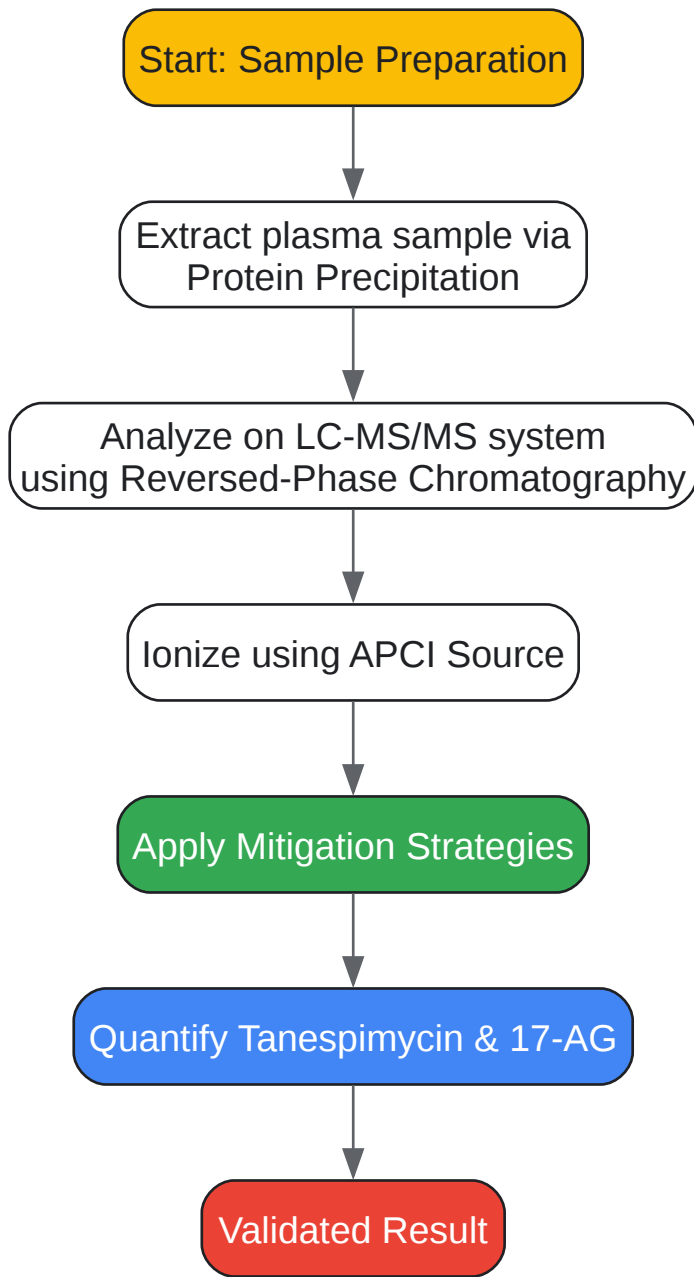 Start: Sample Preparation
Extract plasma sample via
Protein Precipitation
Analyze on LC-MS/MS system
using Reversed-Phase Chromatography
Ionize using APCI Source
Apply Mitigation Strategies
Quantify Tanespimycin & 17-AG
Validated Result